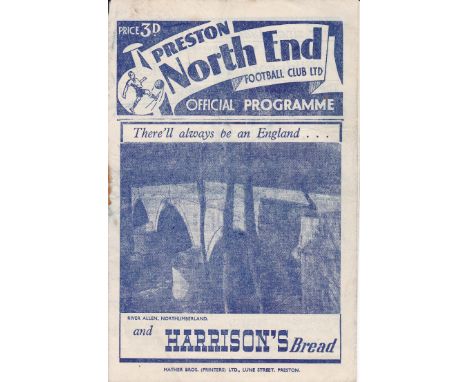 PRICE 3D
PRESTON
North End
FOOTBALL CLUB LTD
OFFICIAL PROGRAMME
There'll always be an England . . .
RIVER ALLEN, NORTHUMBERLAND.
and HARRISON'S Bread
MATHER BROS. (PRINTERS) LTD., LUNE STREET, PRESTON.